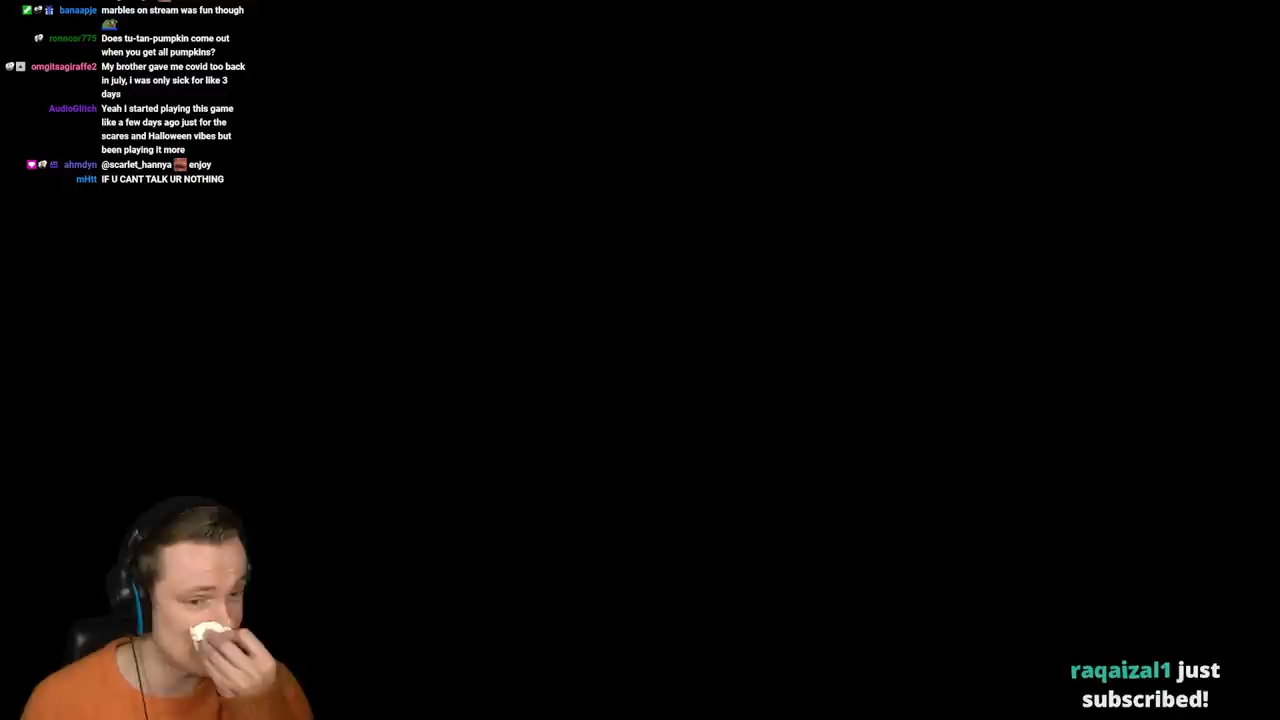 banaapje marbles on stream was fun though
ronncor775 Does tu-tan-pumpkin come out
when you get all pumpkins?
omgitsagiraffe2 My brother gave me covid too back
in july, i was only sick for like 3
days
AudioGlitch Yeah I started playing this game
like a few days ago just for the
scares and Halloween vibes but
been playing it more
ahmdyn @scarlet_hannya enjoy
mHtt IF U CANT TALK UR NOTHING
raqaizal1 just
subscribed!